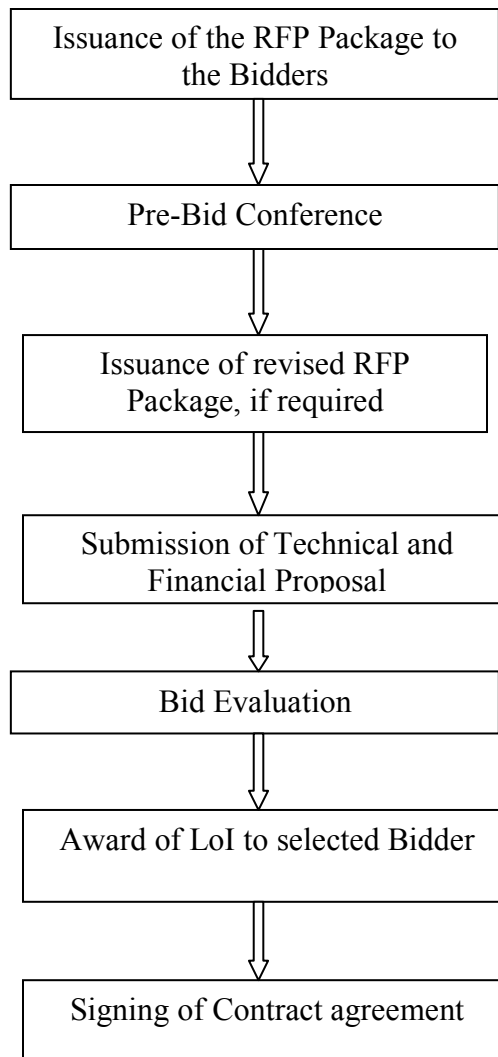 Issuance of the RFP Package to
the Bidders
Pre-Bid Conference
Issuance of revised RFP
Package, if required
Submission of Technical and
Financial Proposal
Bid Evaluation
Award of LoI to selected Bidder
Signing of Contract agreement